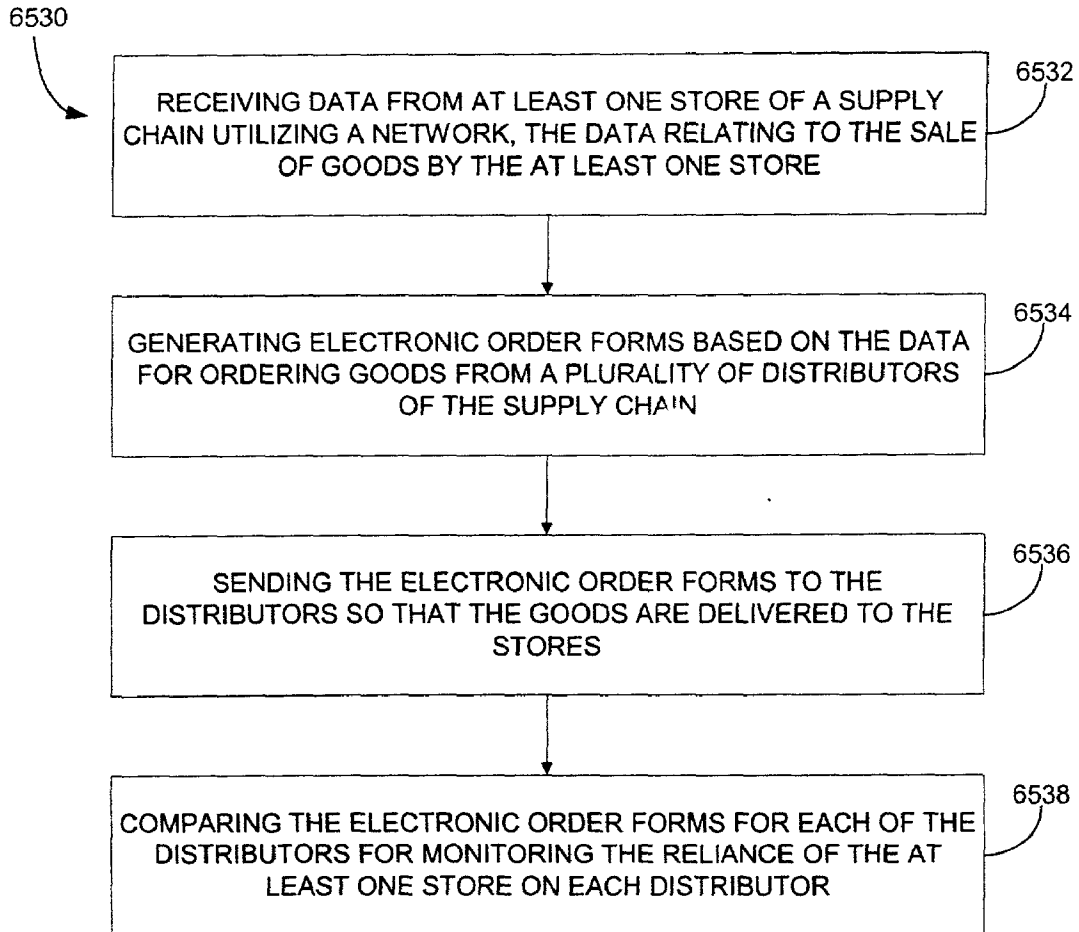 6530
6532
RECEIVING DATA FROM AT LEAST ONE STORE OF A SUPPLY
CHAIN UTILIZING A NETWORK, THE DATA RELATING TO THE SALE
OF GOODS BY THE AT LEAST ONE STORE
6534
GENERATING ELECTRONIC ORDER FORMS BASED ON THE DATA
FOR ORDERING GOODS FROM A PLURALITY OF DISTRIBUTORS
OF THE SUPPLY CHAIN
6536
SENDING THE ELECTRONIC ORDER FORMS TO THE
DISTRIBUTORS SO THAT THE GOODS ARE DELIVERED TO THE
STORES
6538
COMPARING THE ELECTRONIC ORDER FORMS FOR EACH OF THE
DISTRIBUTORS FOR MONITORING THE RELIANCE OF THE AT
LEAST ONE STORE ON EACH DISTRIBUTOR